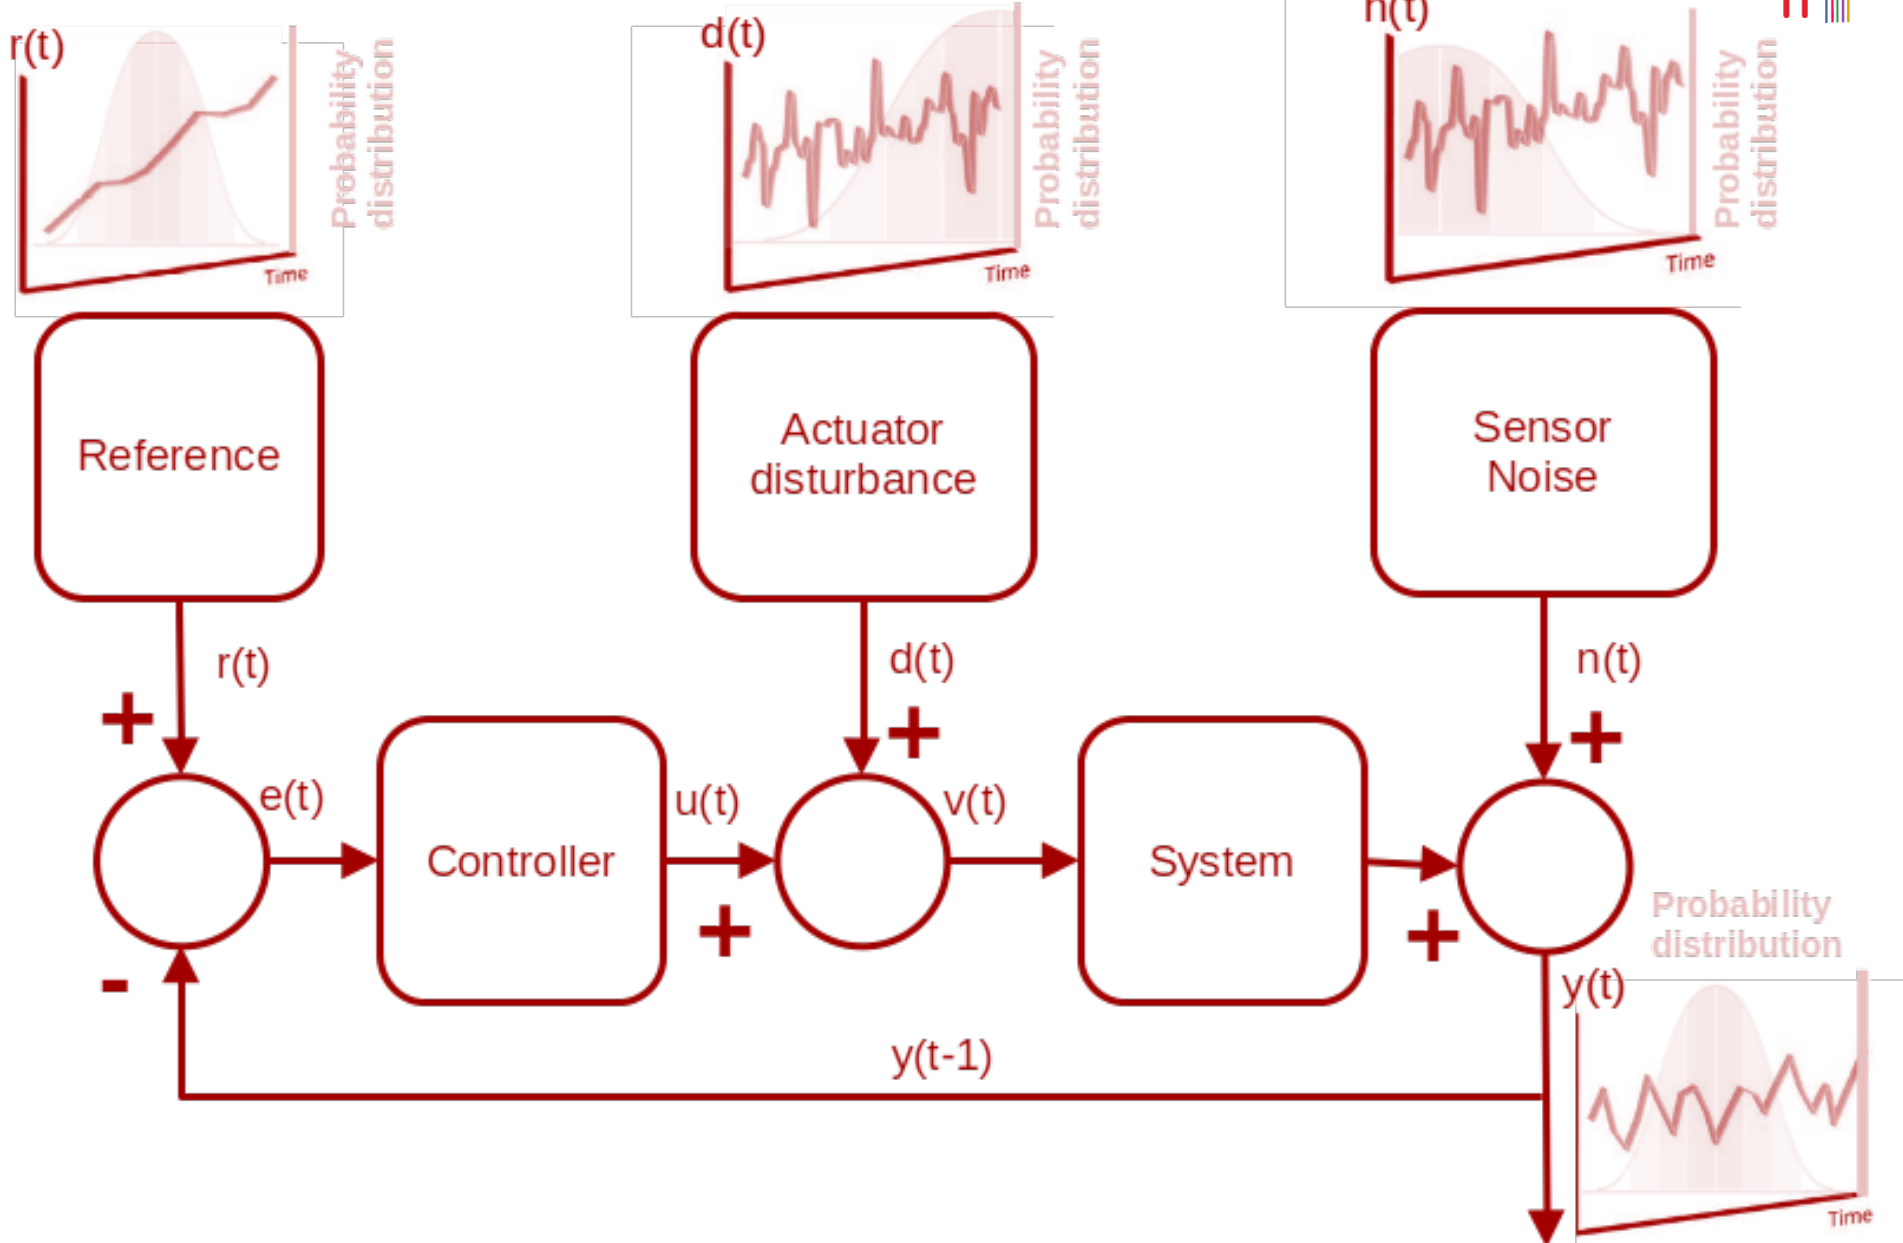 r(t)
Probability
distribution
Time
d(t)
Probability
distribution
Time
n(t)
Probability
distribution
Time
Reference
Actuator
disturbance
Sensor
Noise
r(t)
d(t)
n(t)
+
+
+
e(t)
u(t)
v(t)
Controller
System
+
+
-
Probability
distribution
y(t)
y(t-1)
Time